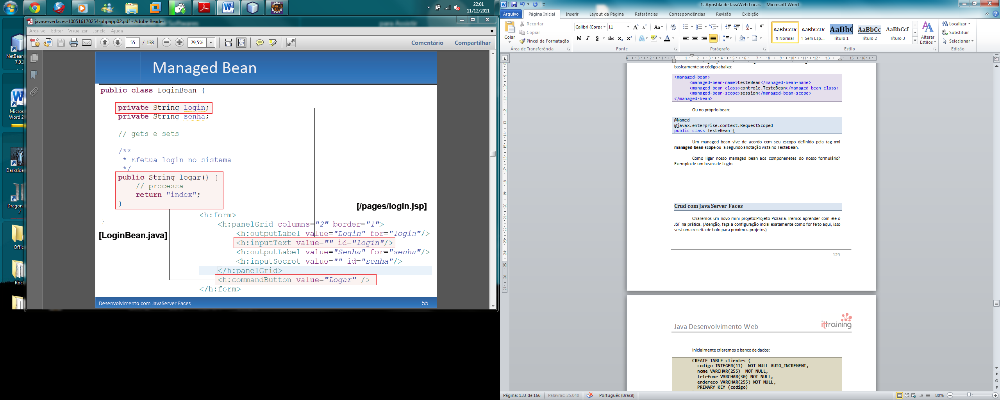 22:01
11/12/2011
javaserverfaces-100516170254-phpapp02.pdf - Adobe Reader
Arquivo Editar Visualizar Janela Ajuda
55 / 138 79,5% Comentário Compartilhar
Managed Bean
public class LoginBean {
private String login;
private String senha;
// gets e sets
/**
* Efetua login no sistema
*/
public String logar() {
// processa
return "index";
}
}
[LoginBean.java]
[/pages/login.jsp]
<h:form>
<h:panelGrid columns="2" border="1">
<h:outputLabel value="Login" for="login"/>
<h:inputText value="" id="login"/>
<h:outputLabel value="Senha" for="senha"/>
<h:inputSecret value="" id="senha"/>
</h:panelGrid>
<h:commandButton value="Logar" />
</h:form>
Desenvolvimento com JavaServer Faces 55
NetBean
7.0.1
Micros
Word 2
Darkside
Dragon
2
Offic
Rocl
Java EE
IDE
1. Apostila de JavaWeb Lucas - Microsoft Word
Arquivo Página Inicial Inserir Layout da Página Referências Correspondências Revisão Exibição
Colar
Recortar
Copiar
Pincel de Formatação
Área de Transferência
Calibri (Corpo 11
Fonte
Parágrafo
AaBbCcDc AaBbCcDc AaBbC AaBbCc AaBbCcI
¶ Normal ¶ Sem Esp... Título 1 Título 2 Título 3
Alterar
Estilos
Estilo
Localizar
Substituir
Selecionar
Edição
basicamente ao código abaixo:
<managed-bean>
<managed-bean-name>testeBean</managed-bean-name>
<managed-bean-class>controle.TesteBean</managed-bean-class>
<managed-bean-scope>session</managed-bean-scope>
</managed-bean>
Ou no próprio bean:
@Named
@javax.enterprise.context.RequestScoped
public class TesteBean {
Um managed bean vive de acordo com seu escopo definido pela tag xml
managed-bean-scope ou a segundo anotação vista no TesteBean.
Como ligar nosso managed bean aos componenetes do nosso formulário?
Exemplo de um beans de Login:
Crud com Java Server Faces
Criaremos um novo mini projeto:Projeto Pizzaria. Iremos aprender com ele o
JSF na prática. (Atenção, faça a configuração incial exatamente como for feito aqui, isso
será uma receita de bolo para próximos projetos)
129
Java Desenvolvimento Web
ittraining
Inicialmente criaremos o banco de dados:
CREATE TABLE clientes (
codigo INTEGER(11) NOT NULL AUTO_INCREMENT,
nome VARCHAR(255) NOT NULL,
telefone VARCHAR(30) NOT NULL,
endereco VARCHAR(255) NOT NULL,
PRIMARY KEY (codigo)
Página: 133 de 166 Palavras: 25.040 Português (Brasil) 80%